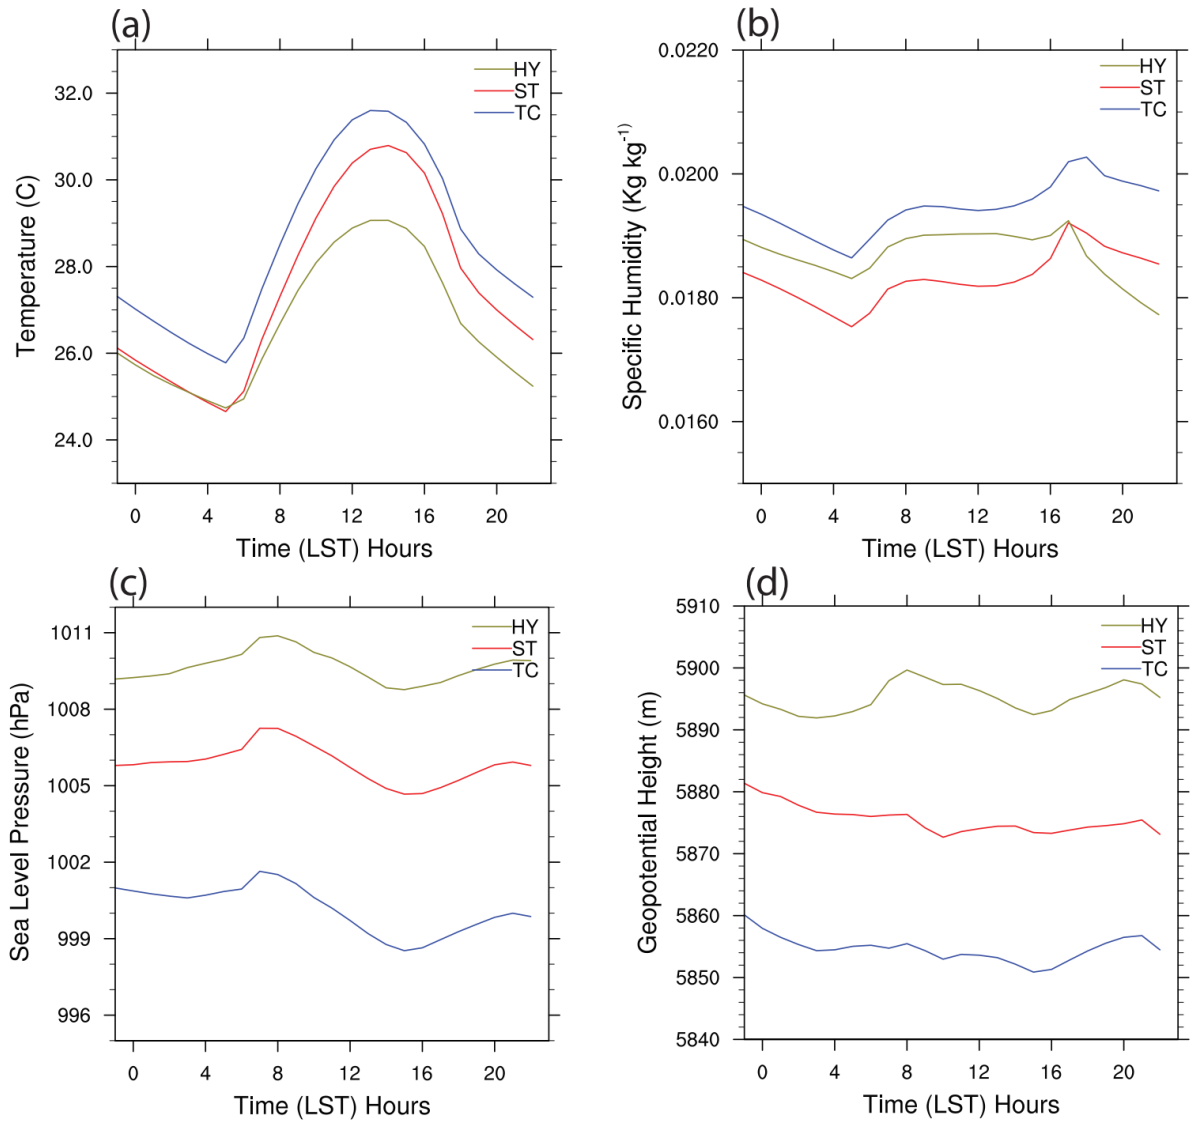 (a)
HY
ST
TC
32.0
30.0
28.0
26.0
24.0
Temperature (C)
0 4 8 12 16 20
Time (LST) Hours
(b)
HY
ST
TC
0.0220
0.0200
0.0180
0.0160
Specific Humidity (Kg kg⁻¹)
0 4 8 12 16 20
Time (LST) Hours
(c)
HY
ST
TC
1011
1008
1005
1002
999
996
Sea Level Pressure (hPa)
0 4 8 12 16 20
Time (LST) Hours
(d)
HY
ST
TC
5910
5900
5890
5880
5870
5860
5850
5840
Geopotential Height (m)
0 4 8 12 16 20
Time (LST) Hours